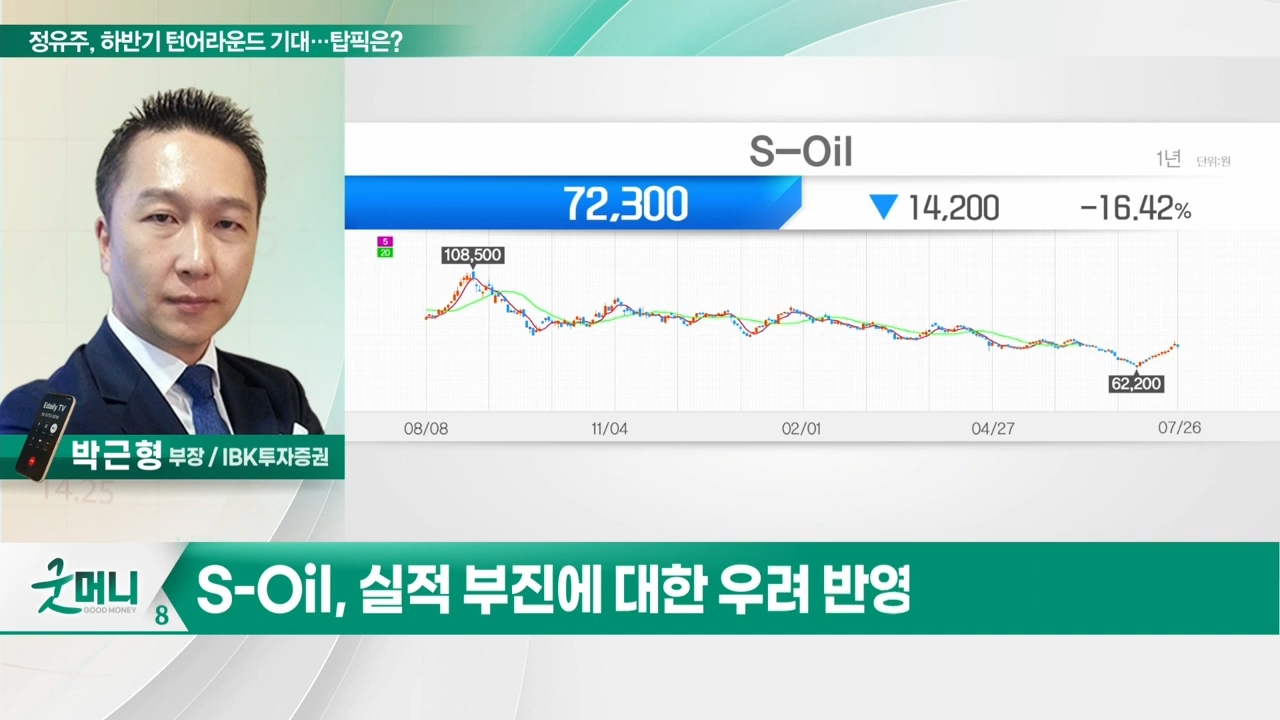 정유주, 하반기 턴어라운드 기대…탑픽은?
S-Oil
1년 단위:원
72,300 ▼ 14,200 -16.42%
5
20
108,500
62,200
08/08 11/04 02/01 04/27 07/26
Edaily TV
박근형 부장 / IBK투자증권
14.25
굿머니
GOOD MONEY
8
S-Oil, 실적 부진에 대한 우려 반영